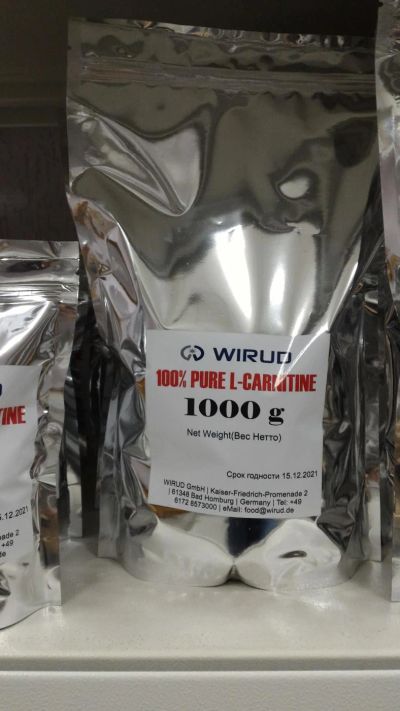 WIRUD
100% PURE L-CARNITINE
1000 g
Net Weight(Вес Нетто)
Срок годности 15.12.2021
WIRUD GmbH | Kaiser-Friedrich-Promenade 2
| 61348 Bad Homburg | Germany | Tel: +49
6172 8573000 | eMail: food@wirud.de